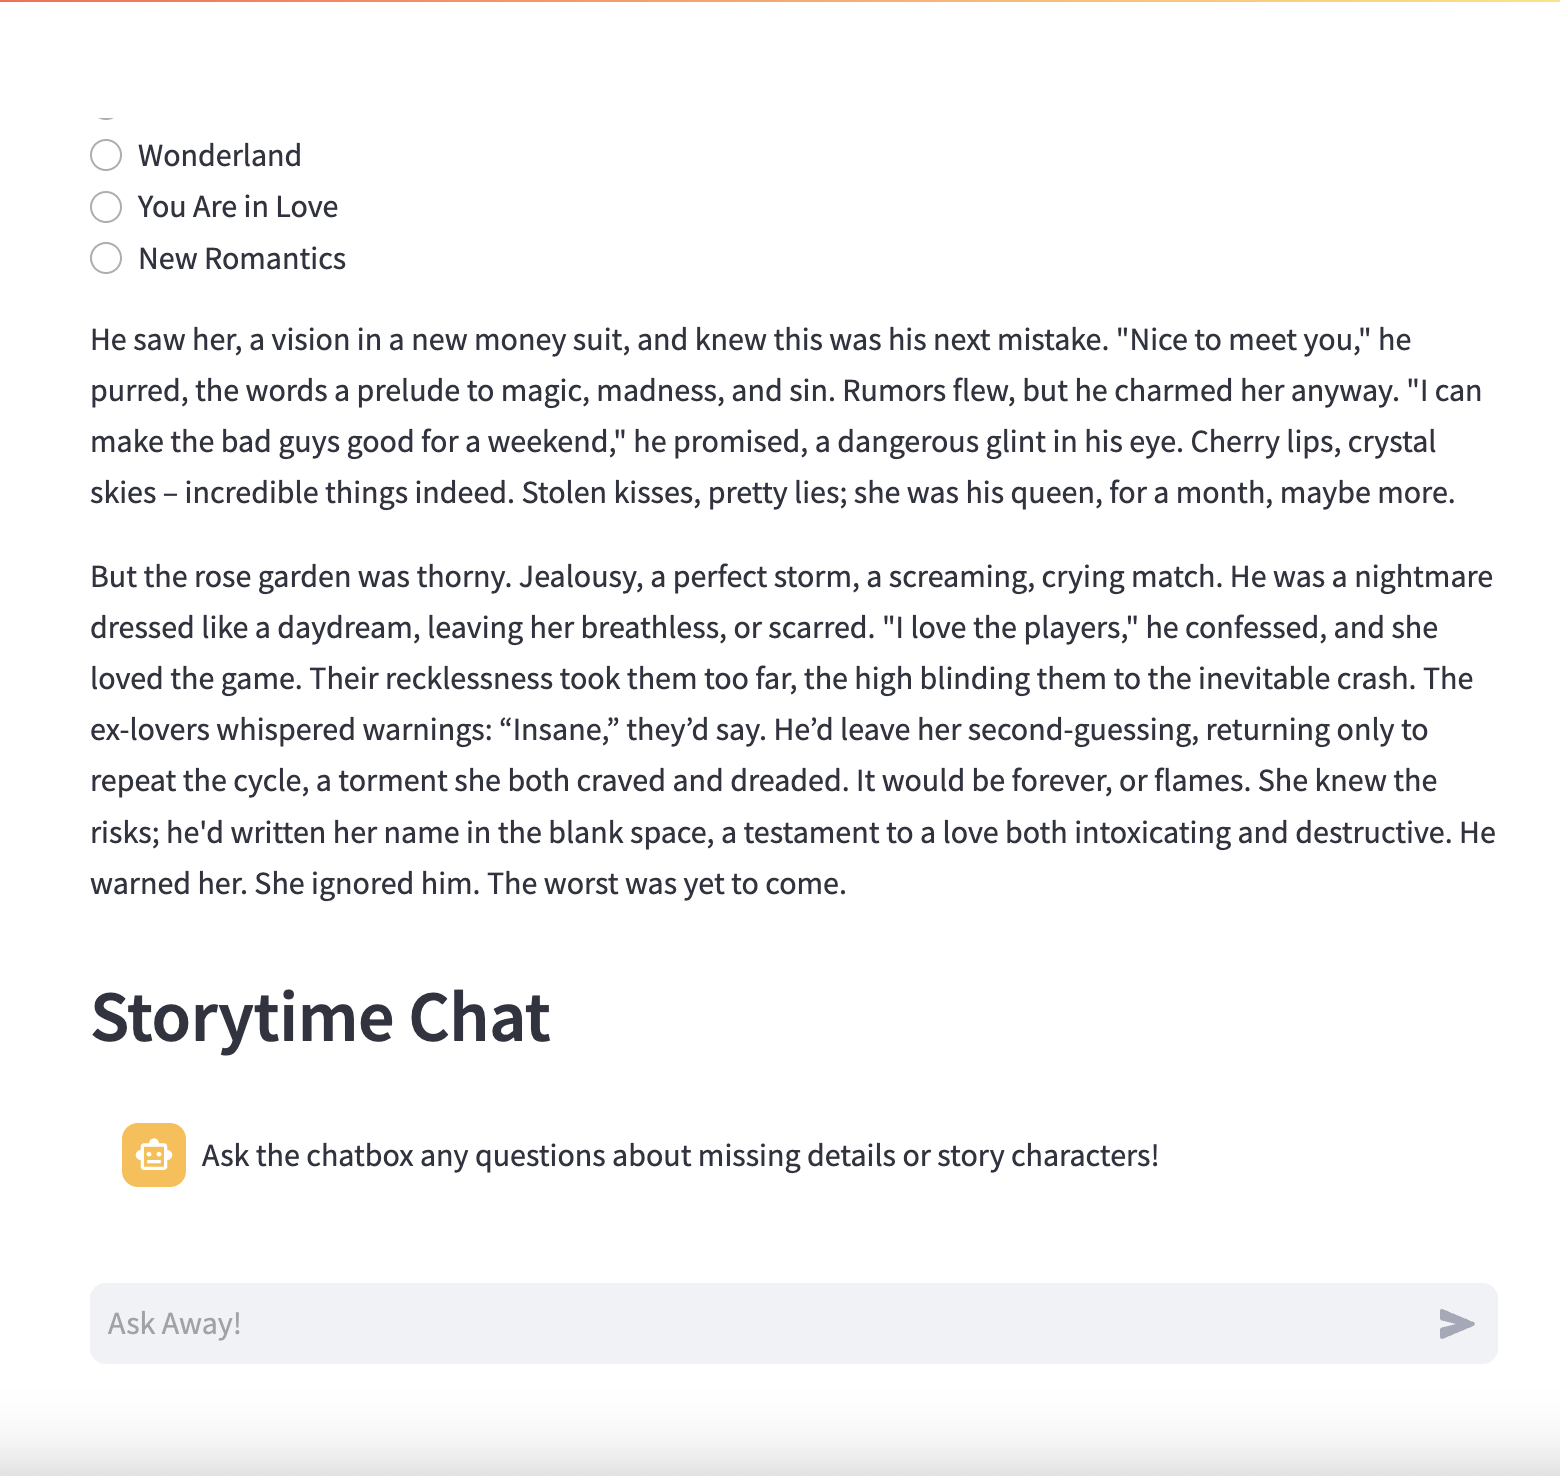 Wonderland
You Are in Love
New Romantics
He saw her, a vision in a new money suit, and knew this was his next mistake. "Nice to meet you," he
purred, the words a prelude to magic, madness, and sin. Rumors flew, but he charmed her anyway. "I can
make the bad guys good for a weekend," he promised, a dangerous glint in his eye. Cherry lips, crystal
skies – incredible things indeed. Stolen kisses, pretty lies; she was his queen, for a month, maybe more.
But the rose garden was thorny. Jealousy, a perfect storm, a screaming, crying match. He was a nightmare
dressed like a daydream, leaving her breathless, or scarred. "I love the players," he confessed, and she
loved the game. Their recklessness took them too far, the high blinding them to the inevitable crash. The
ex-lovers whispered warnings: “Insane,” they’d say. He’d leave her second-guessing, returning only to
repeat the cycle, a torment she both craved and dreaded. It would be forever, or flames. She knew the
risks; he'd written her name in the blank space, a testament to a love both intoxicating and destructive. He
warned her. She ignored him. The worst was yet to come.
Storytime Chat
Ask the chatbox any questions about missing details or story characters!
Ask Away!